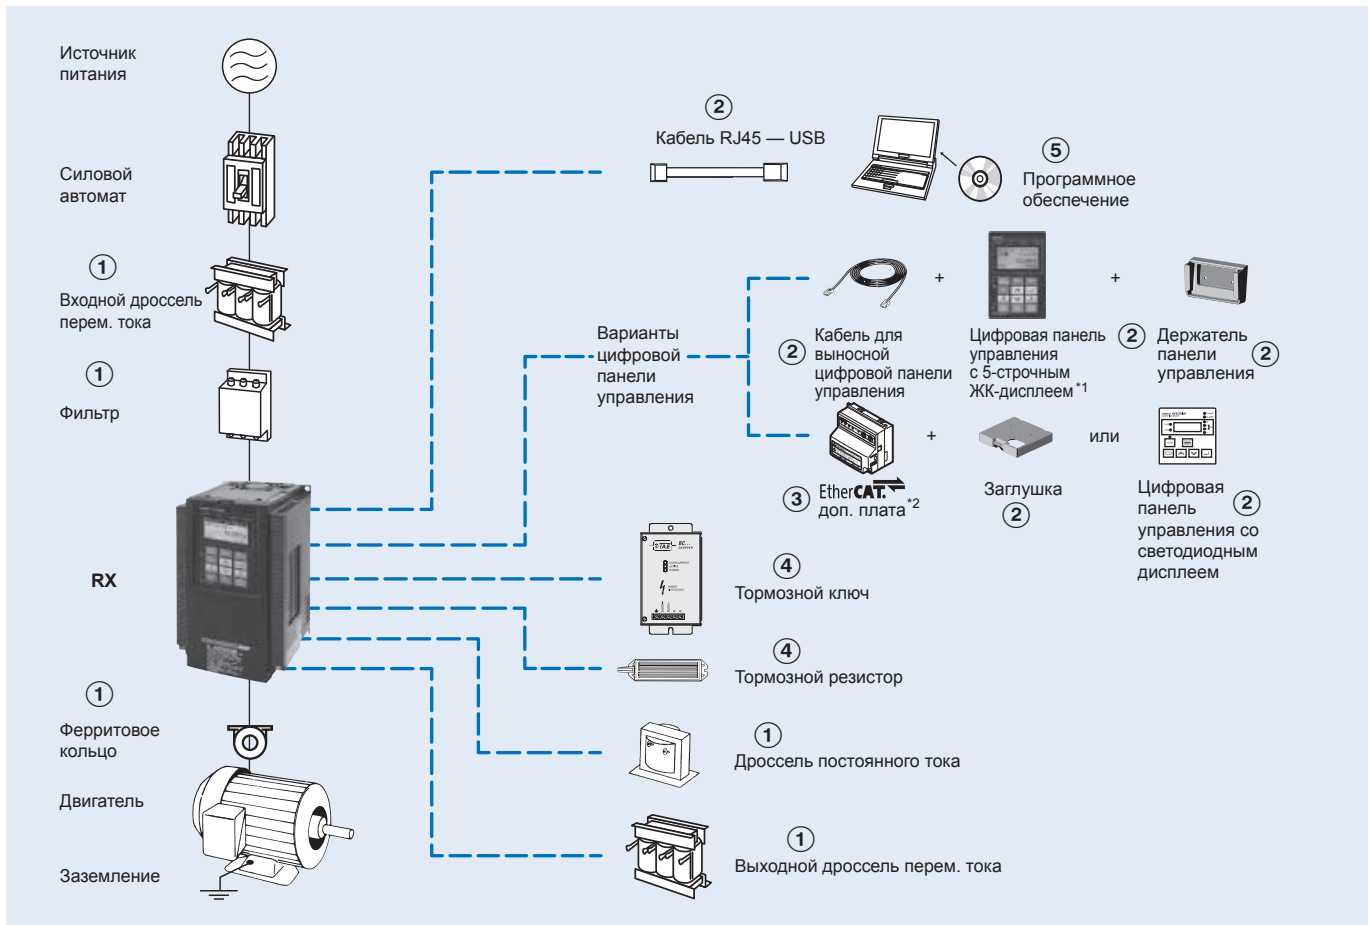 Источник
питания
Силовой
автомат
①
Входной дроссель
перем. тока
①
Фильтр
RX
①
Ферритовое
кольцо
Двигатель
Заземление
②
Кабель RJ45 — USB
⑤
Программное
обеспечение
Варианты
цифровой
панели
управления
②
Кабель для
выносной
цифровой панели
управления
+
②
Цифровая панель
управления
с 5-строчным
ЖК-дисплеем *1
+
②
Держатель
панели
управления
③
EtherCAT.
доп. плата *2
+
Заглушка
②
или
Цифровая
панель
управления со
светодиодным
дисплеем
②
④
Тормозной ключ
④
Тормозной резистор
①
Дроссель постоянного тока
①
Выходной дроссель перем. тока